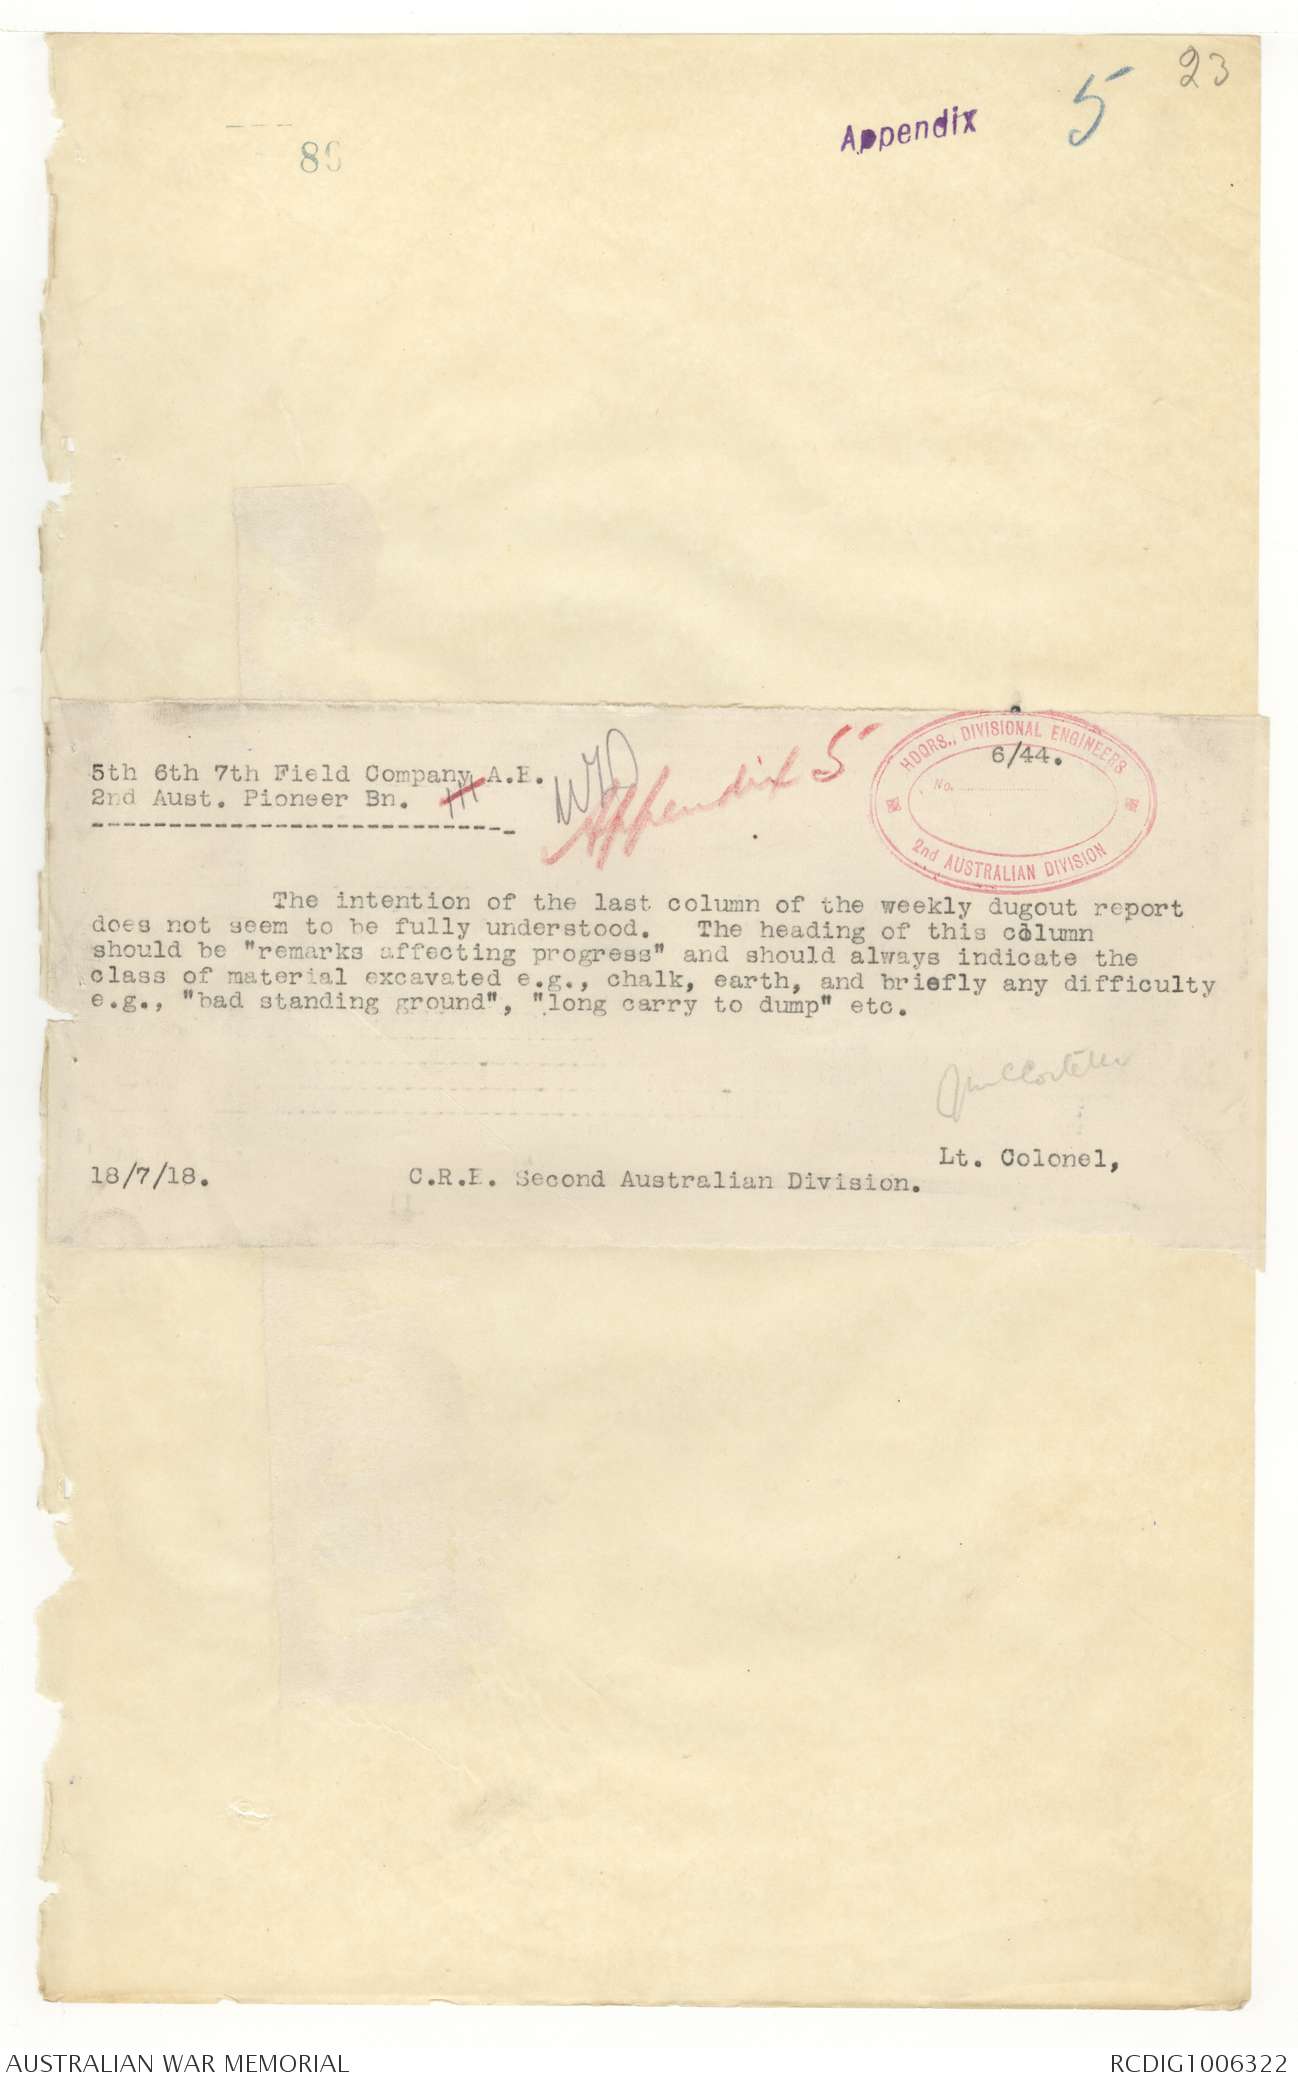 23
5
Appendix
5th 6th 7th Field Company A.E.
2nd Aust. Pioneer Bn.
Appendix 5
HDQRS., DIVISIONAL ENGINEERS
6/44.
No.
2nd AUSTRALIAN DIVISION
The intention of the last column of the weekly dugout report
does not seem to be fully understood. The heading of this column
should be "remarks affecting progress" and should always indicate the
class of material excavated e.g., chalk, earth, and briefly any difficulty
e.g., "bad standing ground", "long carry to dump" etc.
Lt. Colonel,
18/7/18. C.R.E. Second Australian Division.
AUSTRALIAN WAR MEMORIAL
RCDIG1006322